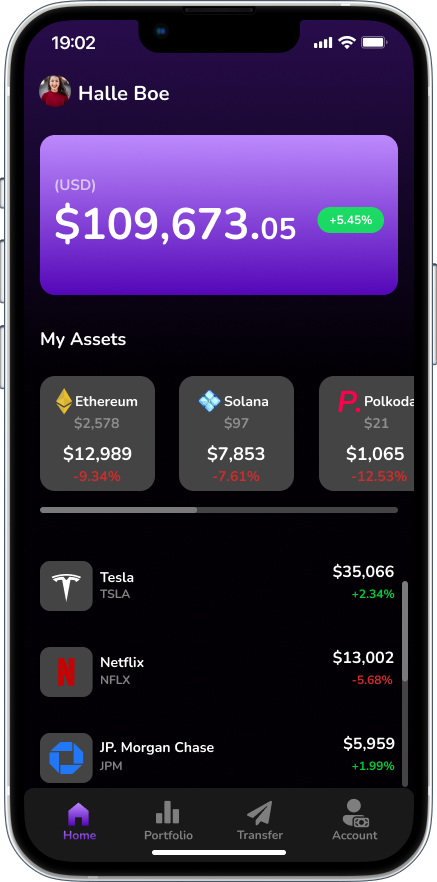 19:02
Halle Boe
(USD)
$109,673.05
+5.45%
My Assets
Ethereum
$2,578
$12,989
-9.34%
Solana
$97
$7,853
-7.61%
P. Polkoda
$21
$1,065
-12.53%
Tesla
TSLA
$35,066
+2.34%
N
Netflix
NFLX
$13,002
-5.68%
JP. Morgan Chase
JPM
$5,959
+1.99%
Home
Portfolio
Transfer
Account